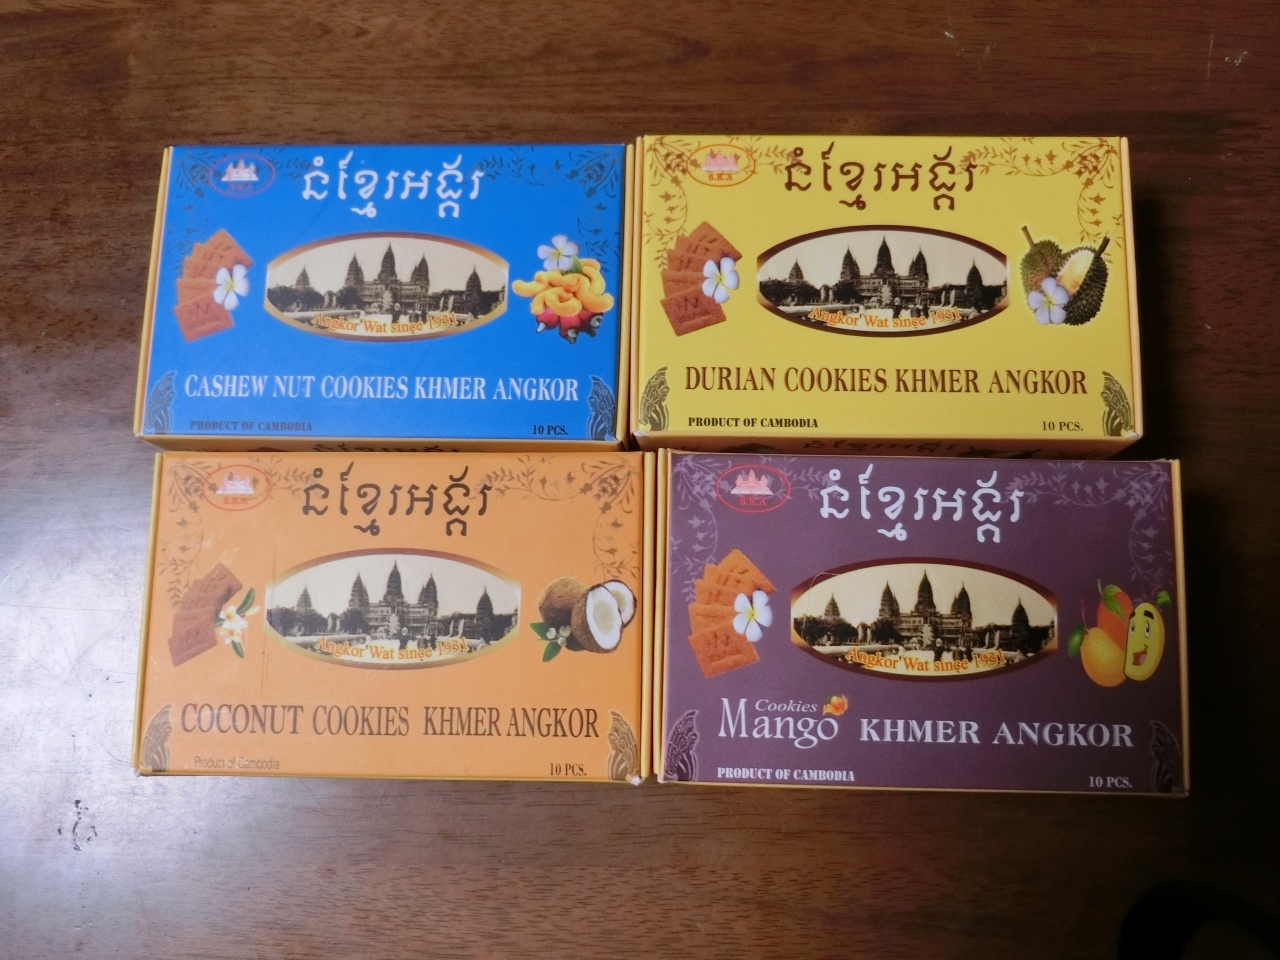 S.K.A
នំខ្មែរអង្គរ
Angkor Wat since 1931
CASHEW NUT COOKIES KHMER ANGKOR
PRODUCT OF CAMBODIA
10 PCS.
S.K.A
នំខ្មែរអង្គរ
Angkor Wat since 1931
DURIAN COOKIES KHMER ANGKOR
PRODUCT OF CAMBODIA
10 PCS.
S.K.A
នំខ្មែរអង្គរ
Angkor Wat since 1931
COCONUT COOKIES KHMER ANGKOR
Product of Cambodia
10 PCS.
S.K.A
នំខ្មែរអង្គរ
Angkor Wat since 1931
Cookies
Mango KHMER ANGKOR
PRODUCT OF CAMBODIA
10 PCS.